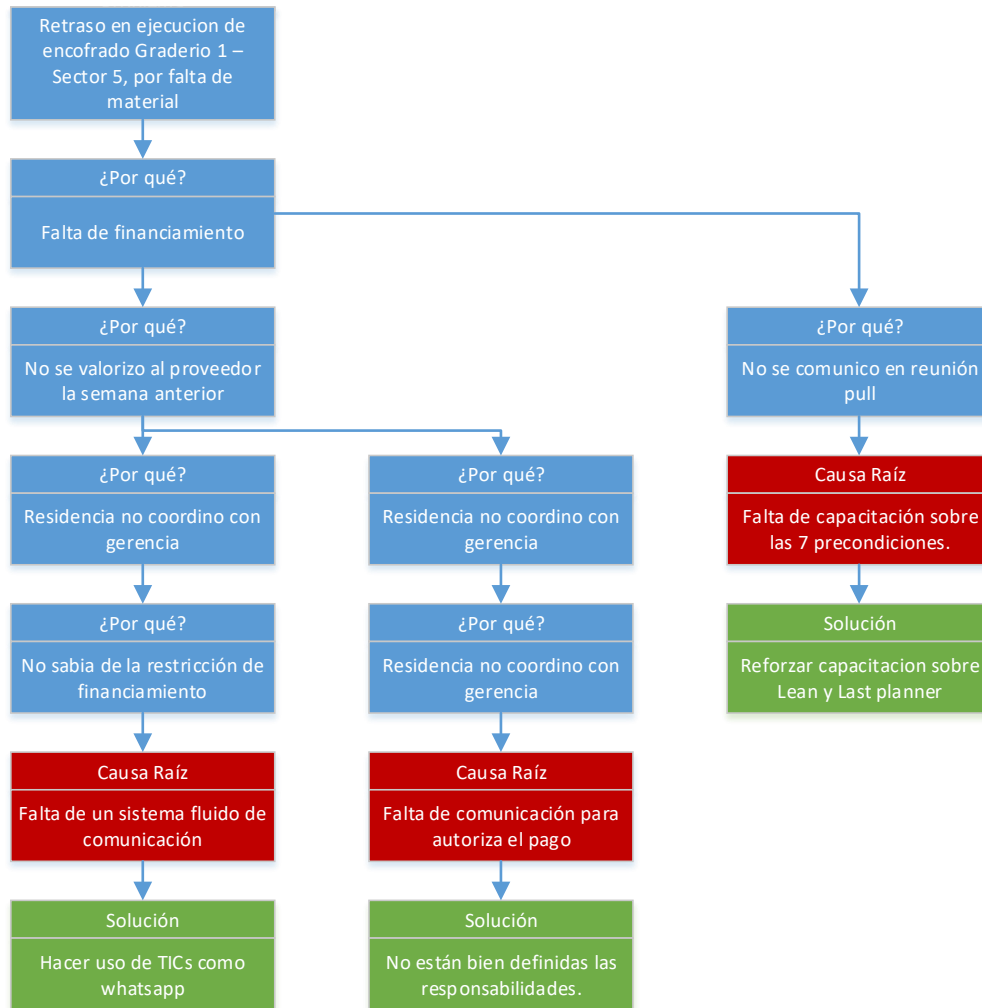 Retraso en ejecucion de
encofrado Graderio 1 –
Sector 5, por falta de
material
¿Por qué?
Falta de financiamiento
¿Por qué?
No se valorizo al proveedor
la semana anterior
¿Por qué?
No se comunico en reunión
pull
¿Por qué?
Residencia no coordino con
gerencia
¿Por qué?
Residencia no coordino con
gerencia
Causa Raíz
Falta de capacitación sobre
las 7 precondiciones.
¿Por qué?
No sabia de la restricción de
financiamiento
¿Por qué?
Residencia no coordino con
gerencia
Solución
Reforzar capacitacion sobre
Lean y Last planner
Causa Raíz
Falta de un sistema fluido de
comunicación
Causa Raíz
Falta de comunicación para
autoriza el pago
Solución
Hacer uso de TICs como
whatsapp
Solución
No están bien definidas las
responsabilidades.